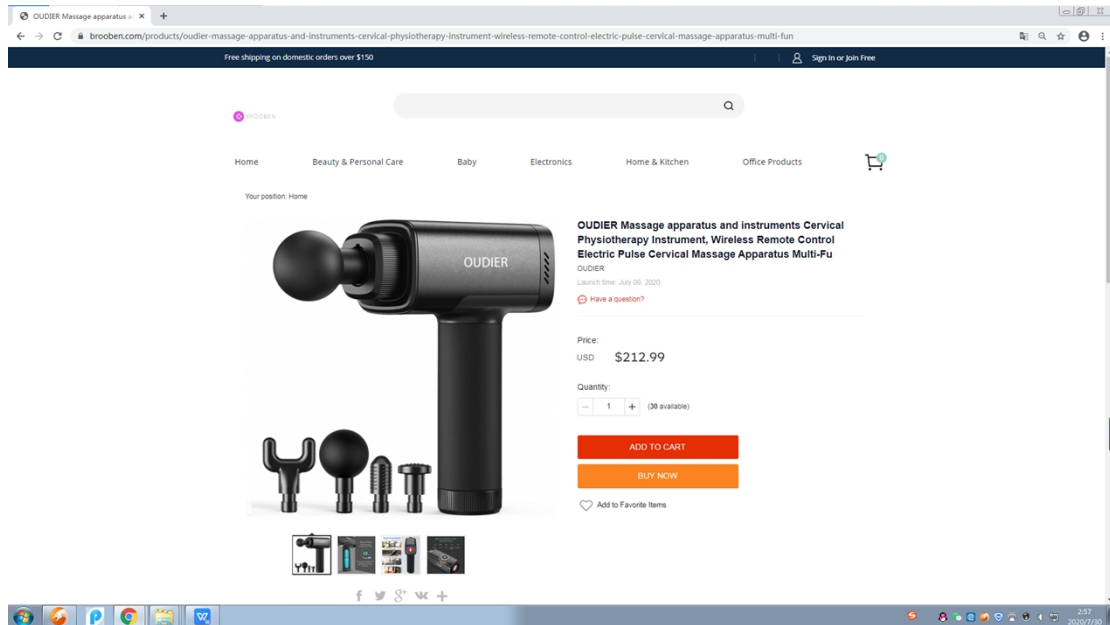 OUDIER Massage apparatus a
brooben.com/products/oudier-massage-apparatus-and-instruments-cervical-physiotherapy-instrument-wireless-remote-control-electric-pulse-cervical-massage-apparatus-multi-fun
Free shipping on domestic orders over $150
Sign In or Join Free
BROOBEN
Home Beauty & Personal Care Baby Electronics Home & Kitchen Office Products
Your position: Home
OUDIER
OUDIER Massage apparatus and instruments Cervical
Physiotherapy Instrument, Wireless Remote Control
Electric Pulse Cervical Massage Apparatus Multi-Fu
OUDIER
Launch time: July 09, 2020
Have a question?
Price:
USD $212.99
Quantity:
1 (30 available)
ADD TO CART
BUY NOW
Add to Favorite Items
2:57
2020/7/30